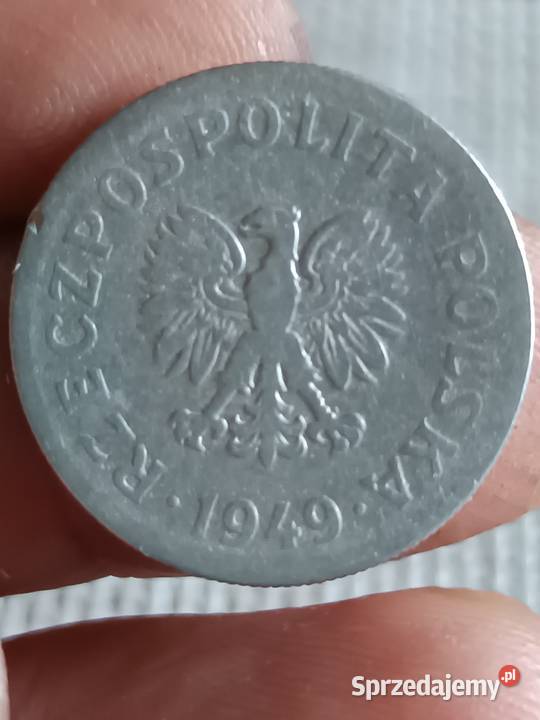 RZECZPOSPOLITA POLSKA
· 1949 ·
Sprzedajemy.pl